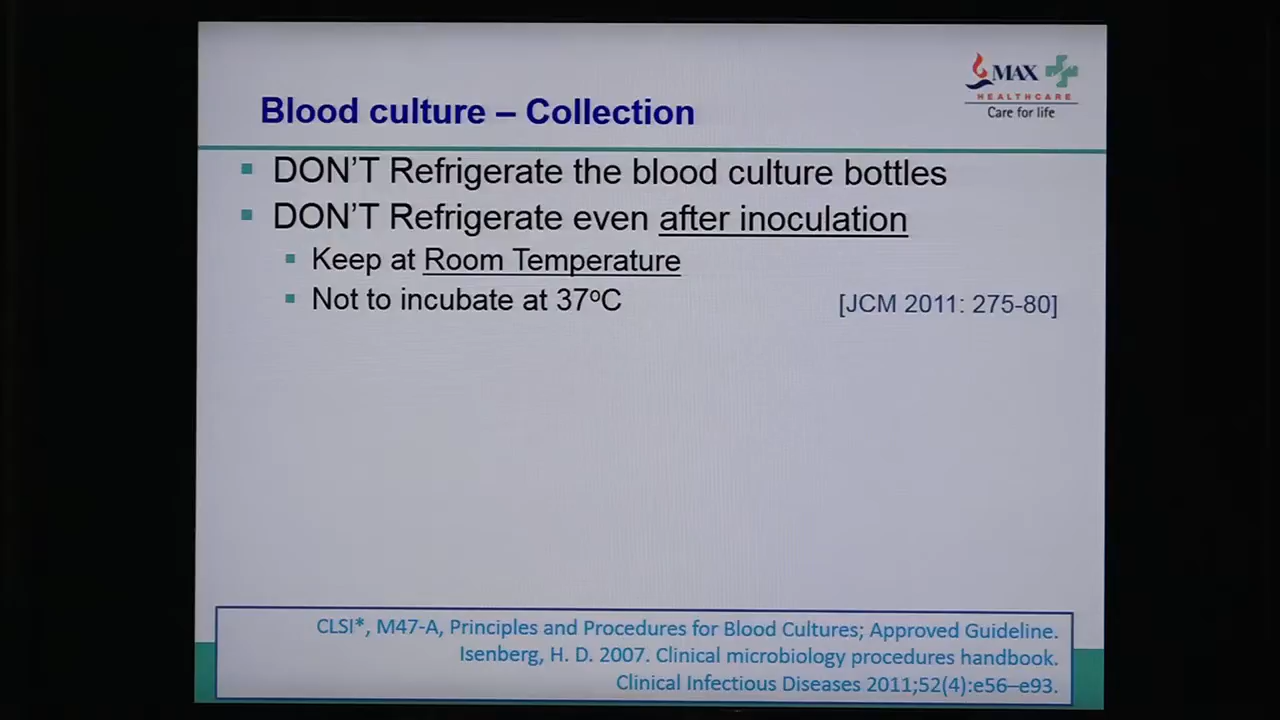 MAX
HEALTHCARE
Care for life
Blood culture – Collection
DON'T Refrigerate the blood culture bottles
DON'T Refrigerate even after inoculation
Keep at Room Temperature
Not to incubate at 37ºC [JCM 2011: 275-80]
CLSI*, M47-A, Principles and Procedures for Blood Cultures; Approved Guideline.
Isenberg, H. D. 2007. Clinical microbiology procedures handbook.
Clinical Infectious Diseases 2011;52(4):e56–e93.